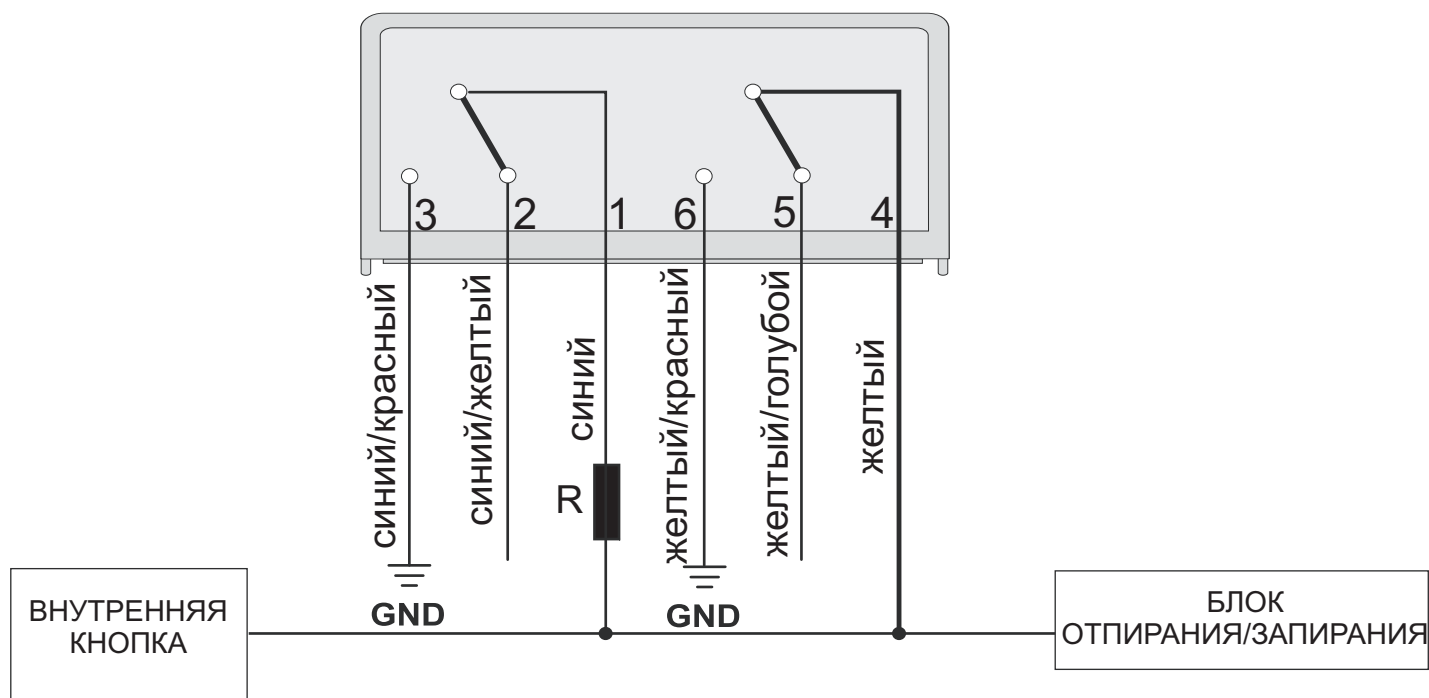 3
2
1
6
5
4
синий/красный
синий/желтый
синий
желтый/красный
желтый/голубой
желтый
R
GND
GND
ВНУТРЕННЯЯ
КНОПКА
БЛОК
ОТПИРАНИЯ/ЗАПИРАНИЯ